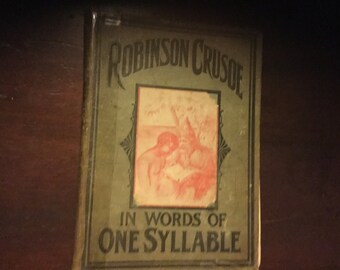 ROBINSON CRUSOE
IN WORDS OF
ONE SYLLABLE